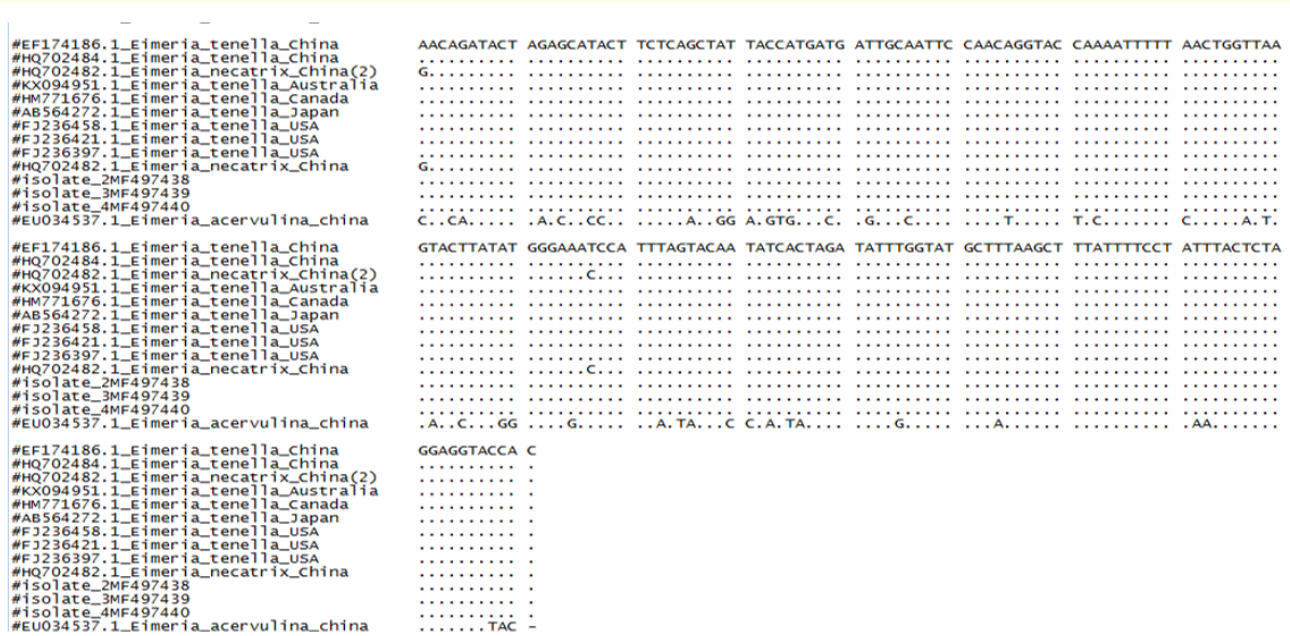 #EF174186.1_Eimeria_tenella_China AACAGATACT AGAGCATACT TCTCAGCTAT TACCATGATG ATTGCAATTC CAACAGGTAC CAAAATTTTT AACTGGTTAA
#HQ702484.1_Eimeria_tenella_China .......... .......... .......... .......... .......... .......... .......... ..........
#HQ702482.1_Eimeria_necatrix_China(2) G......... .......... .......... .......... .......... .......... .......... ..........
#KX094951.1_Eimeria_tenella_Australia .......... .......... .......... .......... .......... .......... .......... ..........
#HM771676.1_Eimeria_tenella_Canada .......... .......... .......... .......... .......... .......... .......... ..........
#AB564272.1_Eimeria_tenella_Japan .......... .......... .......... .......... .......... .......... .......... ..........
#FJ236458.1_Eimeria_tenella_USA .......... .......... .......... .......... .......... .......... .......... ..........
#FJ236421.1_Eimeria_tenella_USA .......... .......... .......... .......... .......... .......... .......... ..........
#FJ236397.1_Eimeria_tenella_USA .......... .......... .......... .......... .......... .......... .......... ..........
#HQ702482.1_Eimeria_necatrix_China G......... .......... .......... .......... .......... .......... .......... ..........
#isolate_2MF497438 .......... .......... .......... .......... .......... .......... .......... ..........
#isolate_3MF497439 .......... .......... .......... .......... .......... .......... .......... ..........
#isolate_4MF497440 .......... .......... .......... .......... .......... .......... .......... ..........
#EU034537.1_Eimeria_acervulina_china C..CA..... .A.C..CC.. .....A..GG A.GTG...C. .G...C.... ....T..... T.C....... C.....A.T.
#EF174186.1_Eimeria_tenella_China GTACTTATAT GGGAAATCCA TTTAGTACAA TATCACTAGA TATTTGGTAT GCTTTAAGCT TTATTTTCCT ATTTACTCTA
#HQ702484.1_Eimeria_tenella_China .......... .......... .......... .......... .......... .......... .......... ..........
#HQ702482.1_Eimeria_necatrix_China(2) .......... ......C... .......... .......... .......... .......... .......... ..........
#KX094951.1_Eimeria_tenella_Australia .......... .......... .......... .......... .......... .......... .......... ..........
#HM771676.1_Eimeria_tenella_Canada .......... .......... .......... .......... .......... .......... .......... ..........
#AB564272.1_Eimeria_tenella_Japan .......... .......... .......... .......... .......... .......... .......... ..........
#FJ236458.1_Eimeria_tenella_USA .......... .......... .......... .......... .......... .......... .......... ..........
#FJ236421.1_Eimeria_tenella_USA .......... .......... .......... .......... .......... .......... .......... ..........
#FJ236397.1_Eimeria_tenella_USA .......... .......... .......... .......... .......... .......... .......... ..........
#HQ702482.1_Eimeria_necatrix_China .......... ......C... .......... .......... .......... .......... .......... ..........
#isolate_2MF497438 .......... .......... .......... .......... .......... .......... .......... ..........
#isolate_3MF497439 .......... .......... .......... .......... .......... .......... .......... ..........
#isolate_4MF497440 .......... .......... .......... .......... .......... .......... .......... ..........
#EU034537.1_Eimeria_acervulina_china .A..C...GG ....G..... ..A.TA...C C.A.TA.... ....G..... ...A...... .......... .AA.......
#EF174186.1_Eimeria_tenella_China GGAGGTACCA C
#HQ702484.1_Eimeria_tenella_China .......... .
#HQ702482.1_Eimeria_necatrix_China(2) .......... .
#KX094951.1_Eimeria_tenella_Australia .......... .
#HM771676.1_Eimeria_tenella_Canada .......... .
#AB564272.1_Eimeria_tenella_Japan .......... .
#FJ236458.1_Eimeria_tenella_USA .......... .
#FJ236421.1_Eimeria_tenella_USA .......... .
#FJ236397.1_Eimeria_tenella_USA .......... .
#HQ702482.1_Eimeria_necatrix_China .......... .
#isolate_2MF497438 .......... .
#isolate_3MF497439 .......... .
#isolate_4MF497440 .......... .
#EU034537.1_Eimeria_acervulina_china .......TAC -